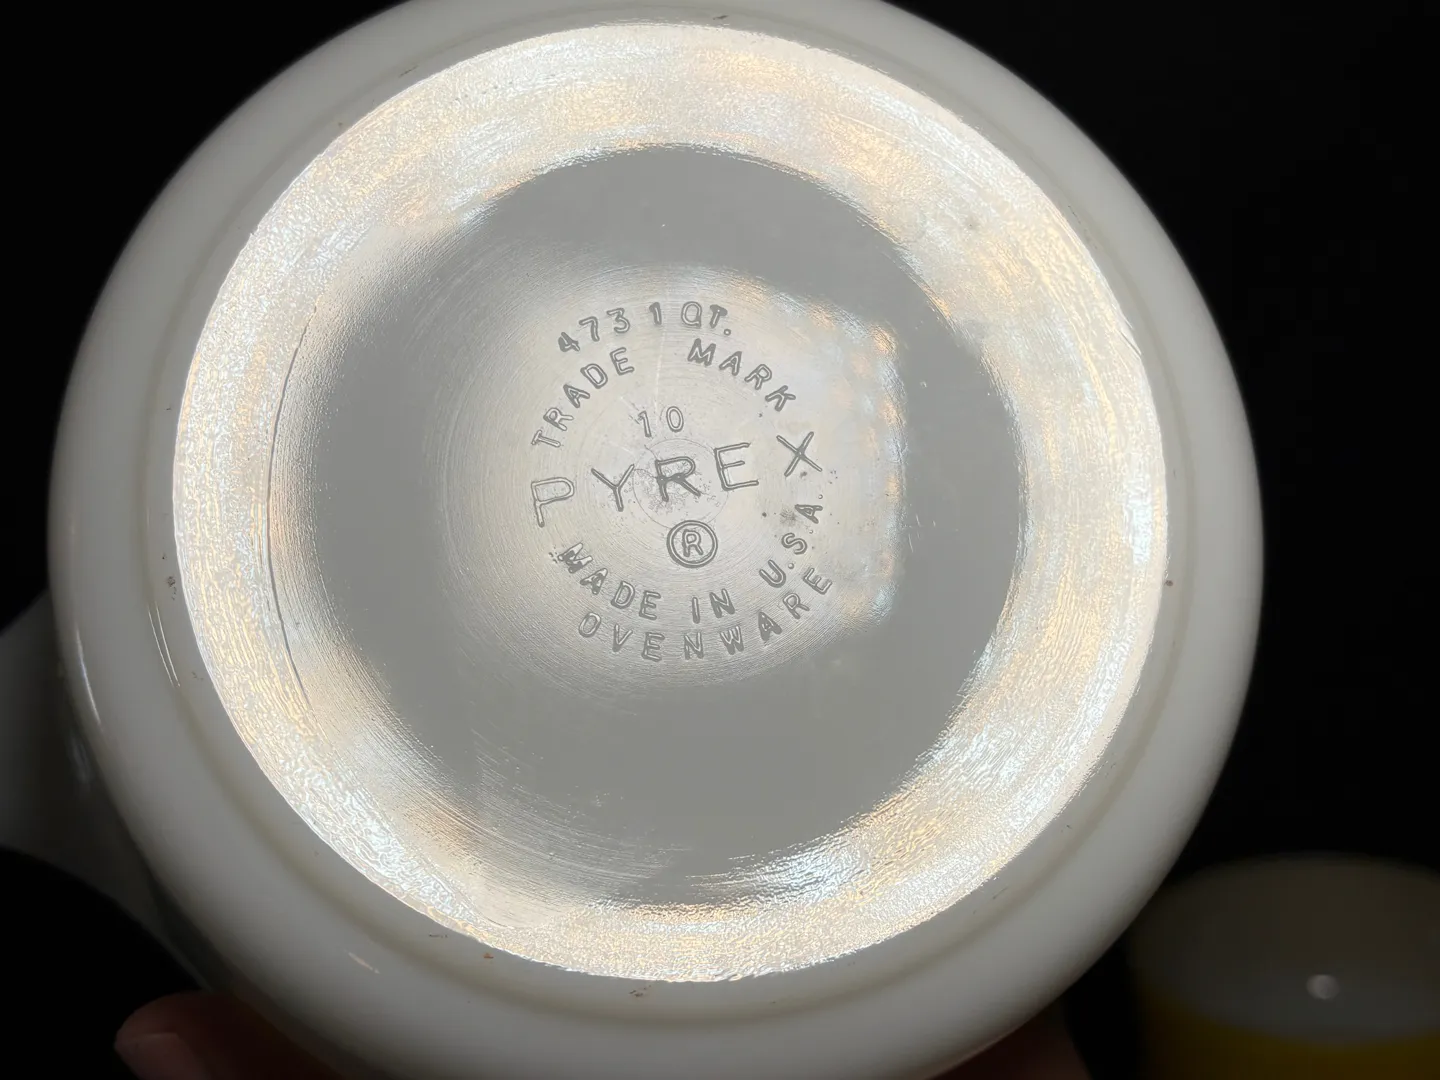 473 1 QT.
TRADE MARK
10
PYREX
®
MADE IN U.S.A.
OVENWARE